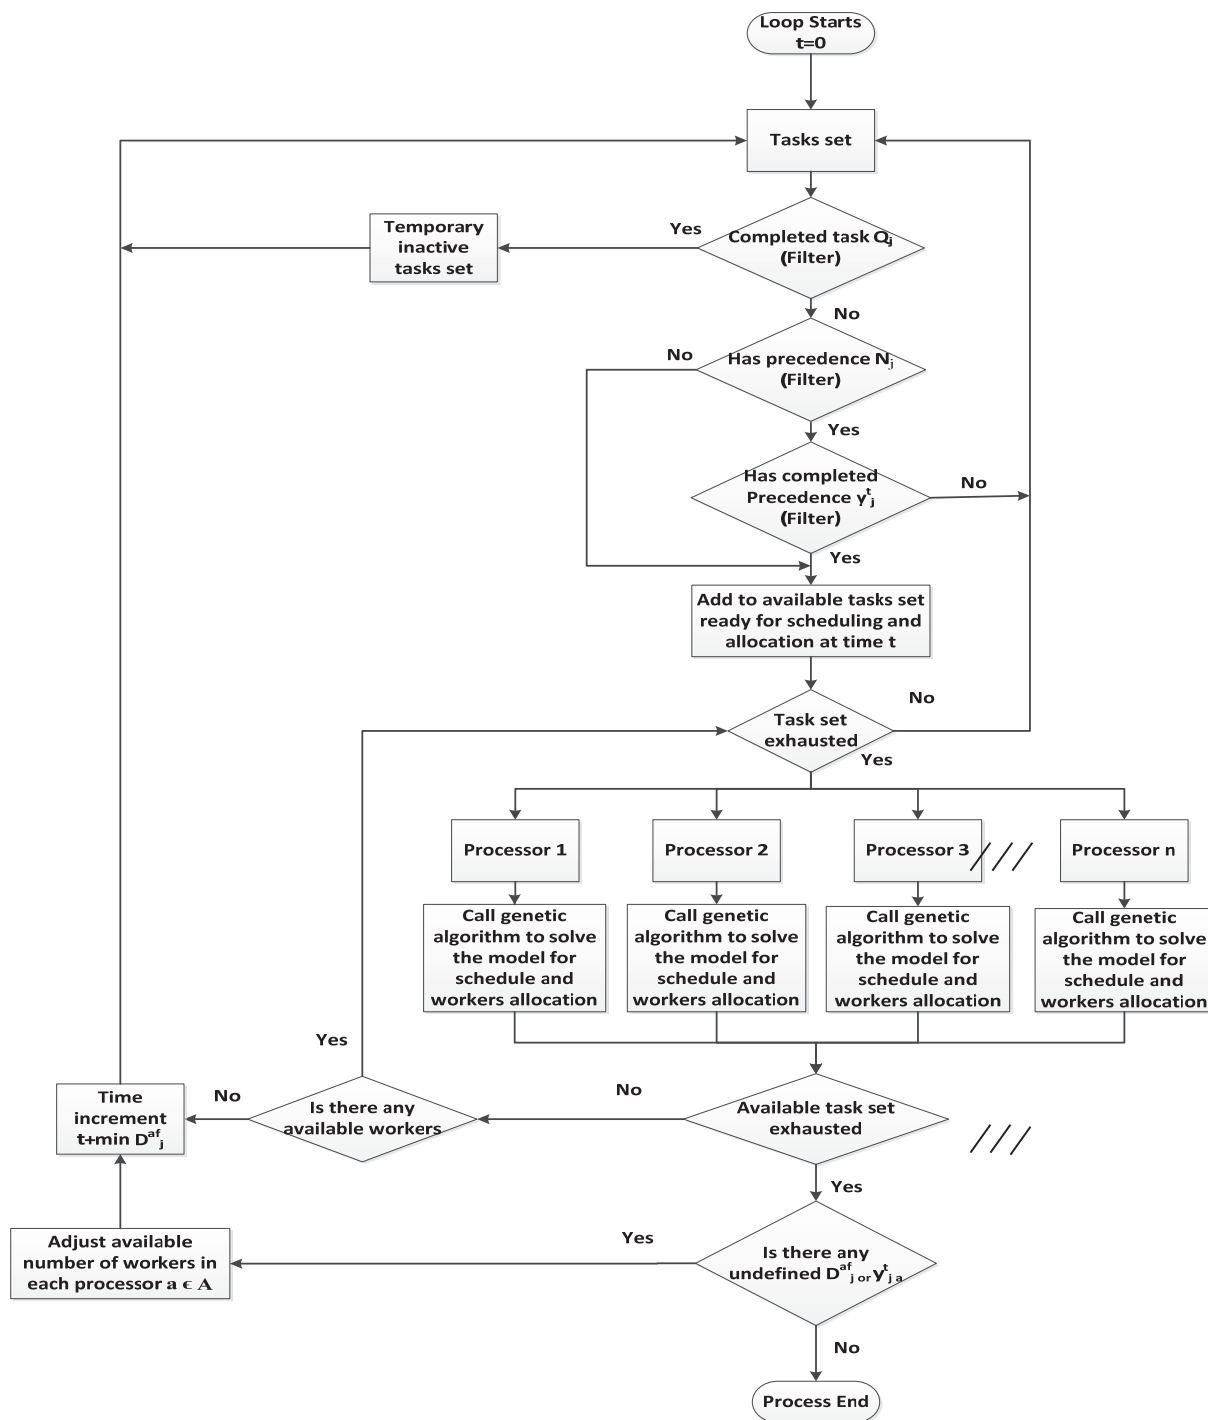 Loop Starts
t=0
Tasks set
Yes
Temporary
inactive
tasks set
Completed task Qj
(Filter)
No
No
Has precedence Nj
(Filter)
Yes
Has completed
Precedence y^t_j
(Filter)
No
Yes
Add to available tasks set
ready for scheduling and
allocation at time t
No
Task set
exhausted
Yes
Processor 1
Processor 2
Processor 3
Processor n
Call genetic
algorithm to solve
the model for
schedule and
workers allocation
Call genetic
algorithm to solve
the model for
schedule and
workers allocation
Call genetic
algorithm to solve
the model for
schedule and
workers allocation
Call genetic
algorithm to solve
the model for
schedule and
workers allocation
Yes
Time
increment
t+min D^af_j
No
Is there any
available workers
No
Available task set
exhausted
Yes
Adjust available
number of workers in
each processor a ϵ A
Yes
Is there any
undefined D^af_j or y^t_j a
No
Process End